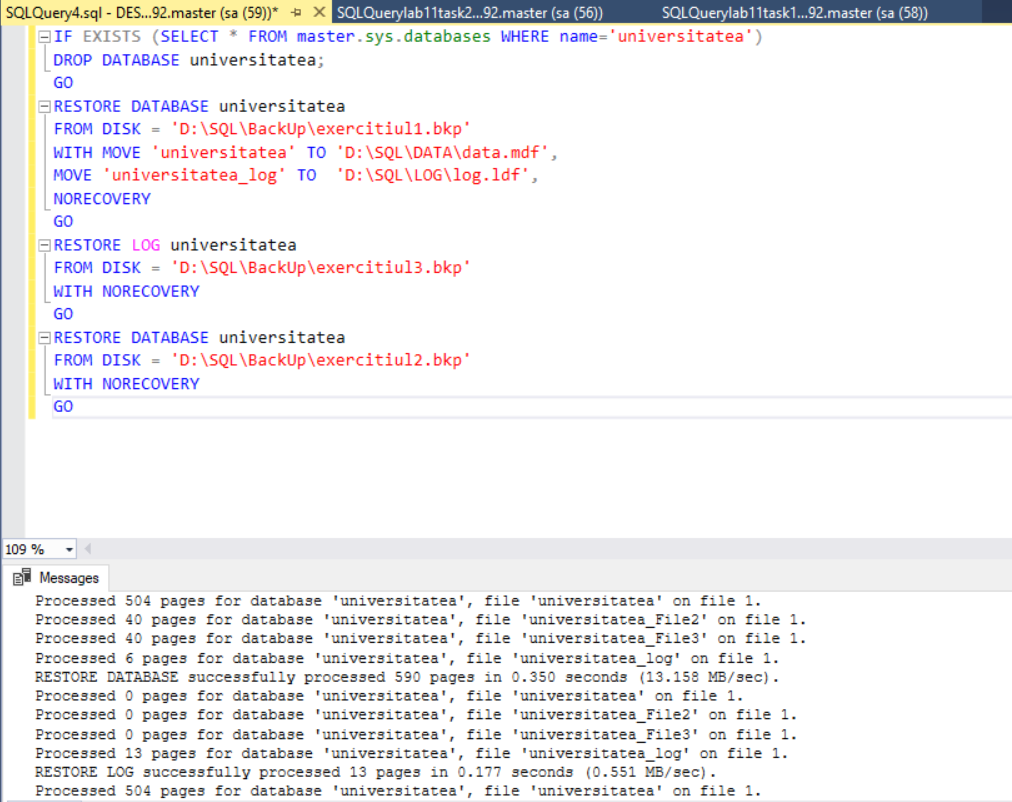 SQLQuery4.sql - DES...92.master (sa (59))* SQLQuerylab11task2...92.master (sa (56)) SQLQuerylab11task1...92.master (sa (58))
IF EXISTS (SELECT * FROM master.sys.databases WHERE name='universitatea')
DROP DATABASE universitatea;
GO
RESTORE DATABASE universitatea
FROM DISK = 'D:\SQL\BackUp\exercitiul1.bkp'
WITH MOVE 'universitatea' TO 'D:\SQL\DATA\data.mdf',
MOVE 'universitatea_log' TO  'D:\SQL\LOG\log.ldf',
NORECOVERY
GO
RESTORE LOG universitatea
FROM DISK = 'D:\SQL\BackUp\exercitiul3.bkp'
WITH NORECOVERY
GO
RESTORE DATABASE universitatea
FROM DISK = 'D:\SQL\BackUp\exercitiul2.bkp'
WITH NORECOVERY
GO
109 %
Messages
Processed 504 pages for database 'universitatea', file 'universitatea' on file 1.
Processed 40 pages for database 'universitatea', file 'universitatea_File2' on file 1.
Processed 40 pages for database 'universitatea', file 'universitatea_File3' on file 1.
Processed 6 pages for database 'universitatea', file 'universitatea_log' on file 1.
RESTORE DATABASE successfully processed 590 pages in 0.350 seconds (13.158 MB/sec).
Processed 0 pages for database 'universitatea', file 'universitatea' on file 1.
Processed 0 pages for database 'universitatea', file 'universitatea_File2' on file 1.
Processed 0 pages for database 'universitatea', file 'universitatea_File3' on file 1.
Processed 13 pages for database 'universitatea', file 'universitatea_log' on file 1.
RESTORE LOG successfully processed 13 pages in 0.177 seconds (0.551 MB/sec).
Processed 504 pages for database 'universitatea', file 'universitatea' on file 1.